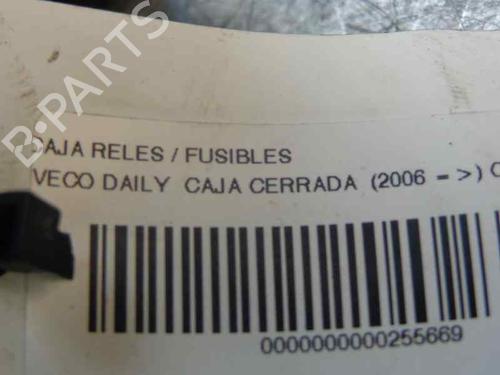 B-PARTS
CAJA RELES / FUSIBLES
VECO DAILY CAJA CERRADA (2006 = >) C
0000000000255669